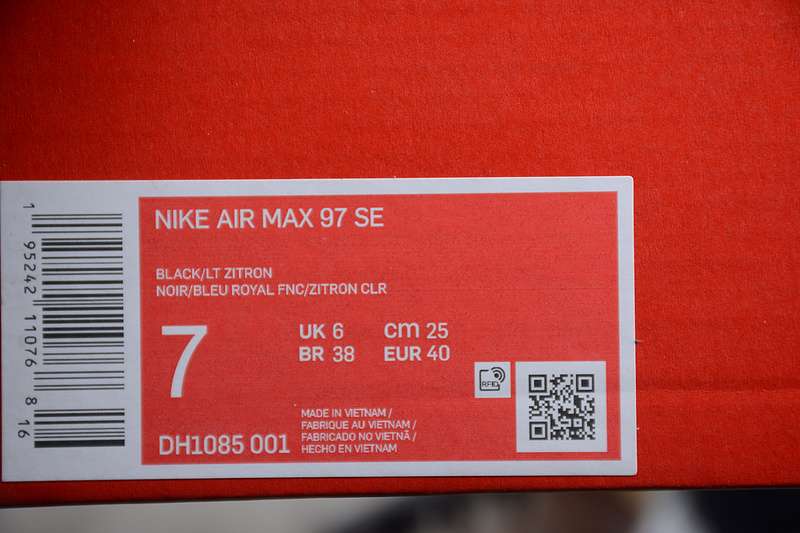 NIKE AIR MAX 97 SE
BLACK/LT ZITRON
NOIR/BLEU ROYAL FNC/ZITRON CLR
7
UK 6 cm 25
BR 38 EUR 40
RFID
DH1085 001
MADE IN VIETNAM /
FABRIQUE AU VIETNAM /
FABRICADO NO VIETNÃ /
HECHO EN VIETNAM
1 95242 11076 8 16